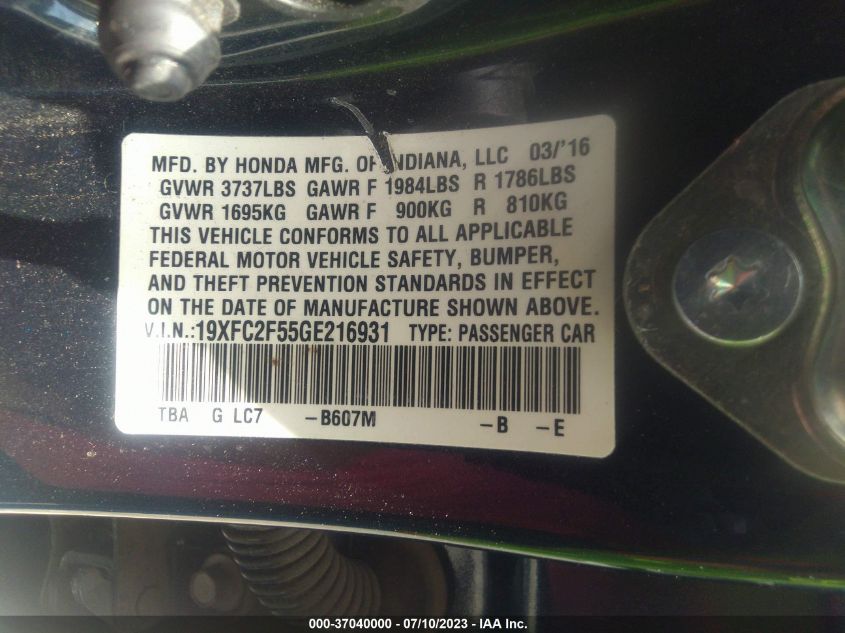 MFD. BY HONDA MFG. OF INDIANA, LLC 03/'16
GVWR 3737LBS GAWR F 1984LBS R 1786LBS
GVWR 1695KG GAWR F 900KG R 810KG
THIS VEHICLE CONFORMS TO ALL APPLICABLE
FEDERAL MOTOR VEHICLE SAFETY, BUMPER,
AND THEFT PREVENTION STANDARDS IN EFFECT
ON THE DATE OF MANUFACTURE SHOWN ABOVE.
V.I.N.:19XFC2F55GE216931 TYPE: PASSENGER CAR
TBA G LC7 -B607M -B -E
000-37040000 / 07/10/2023 - IAA Inc.